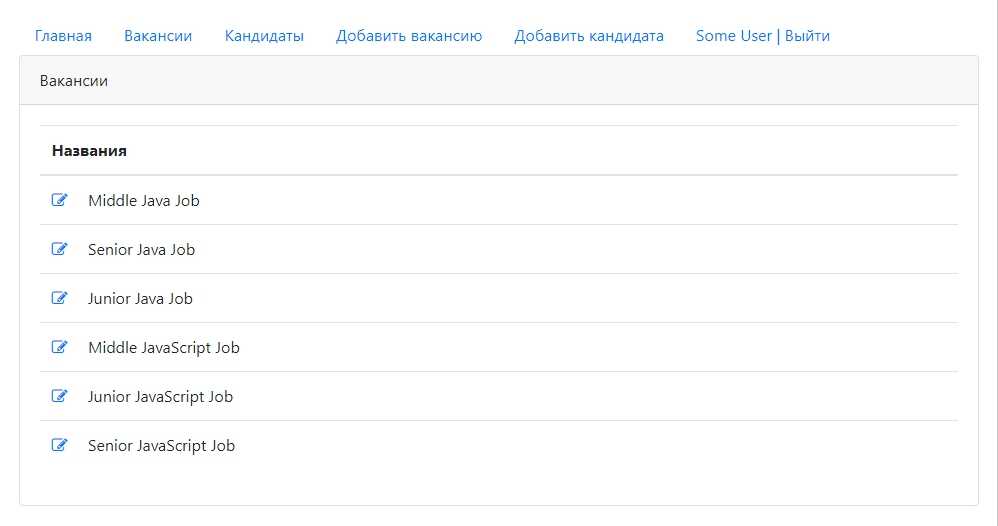 Главная Вакансии Кандидаты Добавить вакансию Добавить кандидата Some User | Выйти
Вакансии
Названия
Middle Java Job
Senior Java Job
Junior Java Job
Middle JavaScript Job
Junior JavaScript Job
Senior JavaScript Job